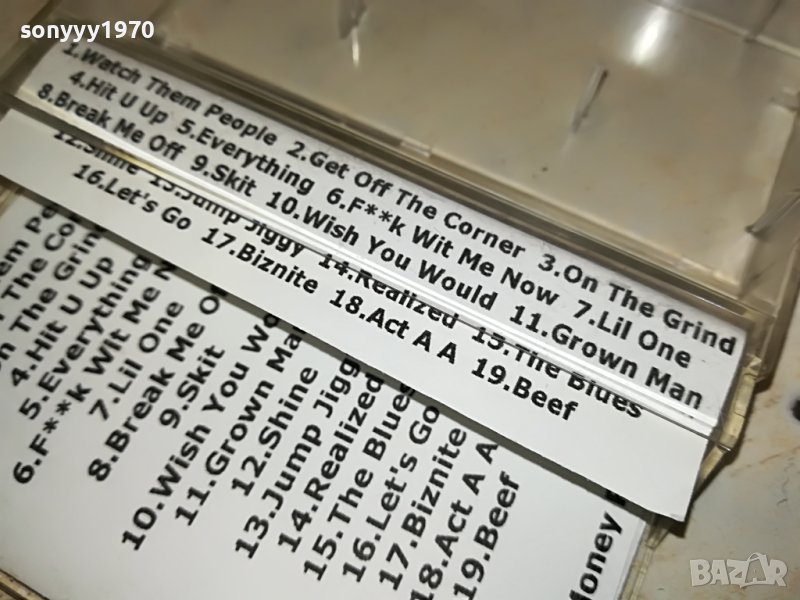 sonyyy1970
1.Watch Them People 2.Get Off The Corner 3.On The Grind
4.Hit U Up 5.Everything 6.F**k Wit Me Now 7.Lil One
8.Break Me Off 9.Skit 10.Wish You Would 11.Grown Man
12.Shine 13.Jump Jiggy 14.Realized 15.The Blues
16.Let's Go 17.Biznite 18.Act A A 19.Beef
The
The Grind
4.Hit U Up
5.Everything
6.F**k Wit Me
7.Lil One
8.Break Me
9.Skit
10.Wish You
11.Grown
12.Shine
13.Jump
14.Realized
15.The Blues
16.Let's Go
17.Biznite
18.Act A A
19.Beef
BAZAR